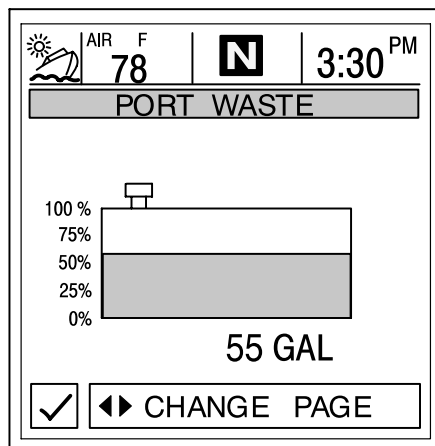 AIR F
78
N
3:30 PM
PORT WASTE
100 %
75%
50%
25%
0%
55 GAL
CHANGE PAGE